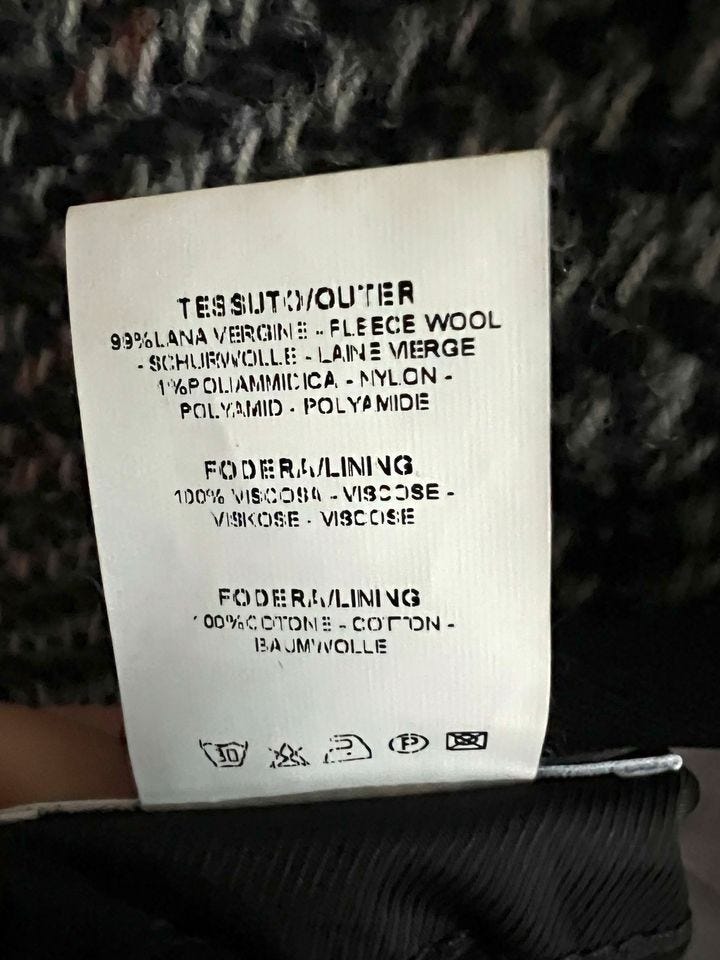 TESSUTO/OUTER
99%LANA VERGINE - FLEECE WOOL
- SCHURWOLLE - LAINE VIERGE
1%POLIAMMIDICA - NYLON -
POLYAMID - POLYAMIDE
FODERA/LINING
100% VISCOSA - VISCOSE -
VISKOSE - VISCOSE
FODERA/LINING
100%COTONE - COTTON -
BAUMWOLLE
30 P